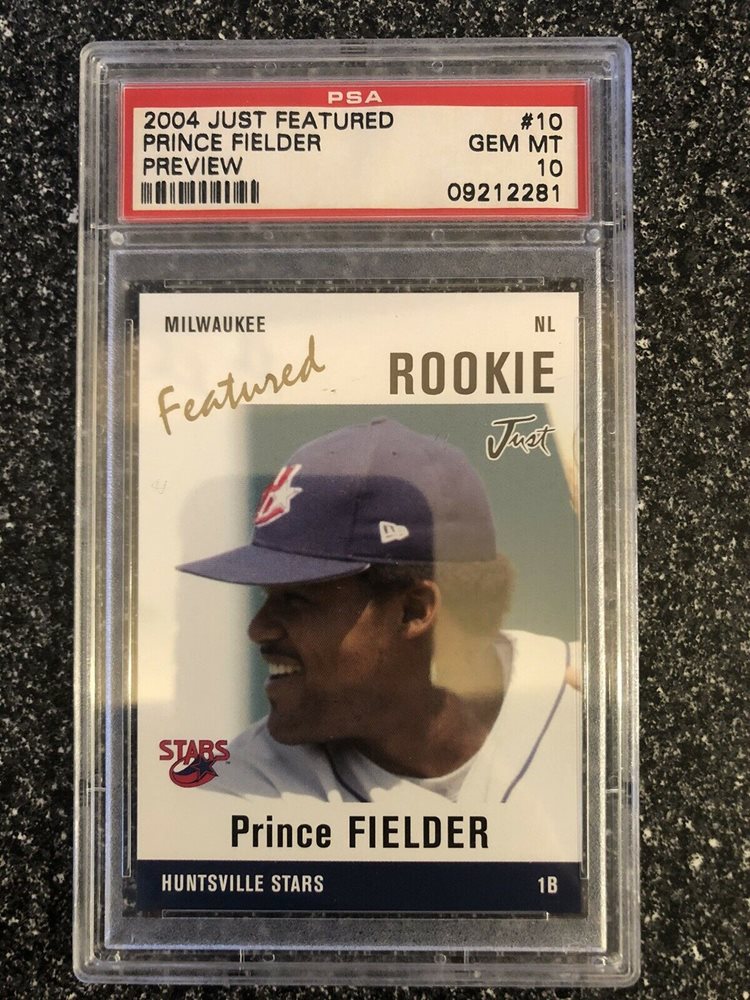 PSA
2004 JUST FEATURED #10
PRINCE FIELDER GEM MT
PREVIEW 10
09212281
MILWAUKEE NL
Featured ROOKIE
Just
STARS
Prince FIELDER
HUNTSVILLE STARS 1B